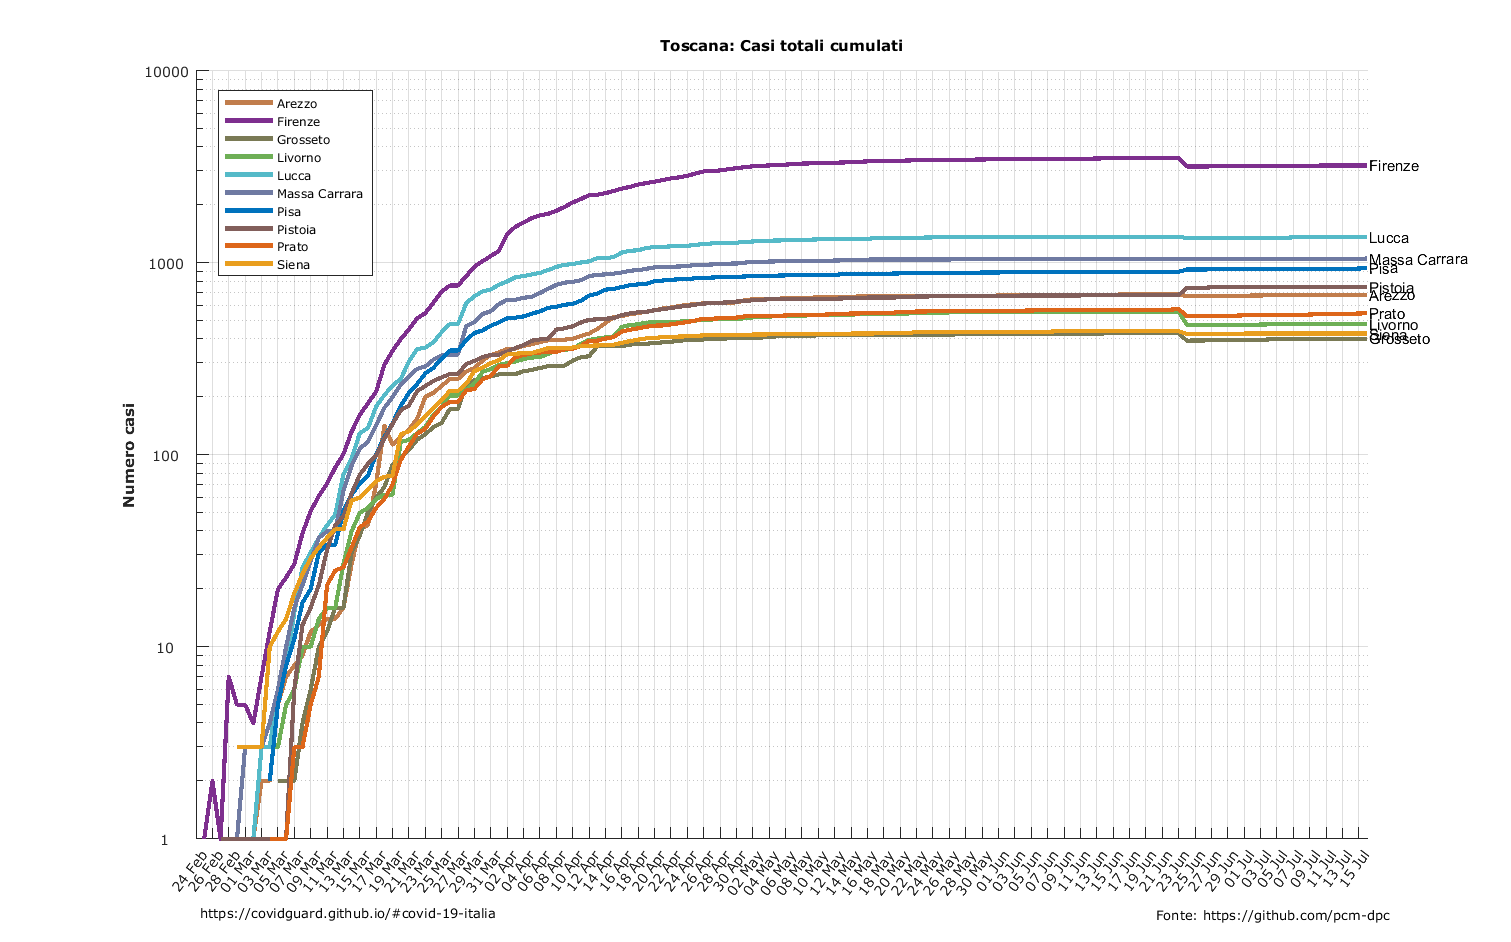 Toscana: Casi totali cumulati
10000
1000
100
10
1
Numero casi
Arezzo
Firenze
Grosseto
Livorno
Lucca
Massa Carrara
Pisa
Pistoia
Prato
Siena
Firenze
Lucca
Massa Carrara
Pisa
Pistoia
Arezzo
Prato
Livorno
Siena
Grosseto
24 Feb
26 Feb
28 Feb
01 Mar
03 Mar
05 Mar
07 Mar
09 Mar
11 Mar
13 Mar
15 Mar
17 Mar
19 Mar
21 Mar
23 Mar
25 Mar
27 Mar
29 Mar
31 Mar
02 Apr
04 Apr
06 Apr
08 Apr
10 Apr
12 Apr
14 Apr
16 Apr
18 Apr
20 Apr
22 Apr
24 Apr
26 Apr
28 Apr
30 Apr
02 May
04 May
06 May
08 May
10 May
12 May
14 May
16 May
18 May
20 May
22 May
24 May
26 May
28 May
30 May
01 Jun
03 Jun
05 Jun
07 Jun
09 Jun
11 Jun
13 Jun
15 Jun
17 Jun
19 Jun
21 Jun
23 Jun
25 Jun
27 Jun
29 Jun
01 Jul
03 Jul
05 Jul
07 Jul
09 Jul
11 Jul
13 Jul
15 Jul
https://covidguard.github.io/#covid-19-italia
Fonte: https://github.com/pcm-dpc